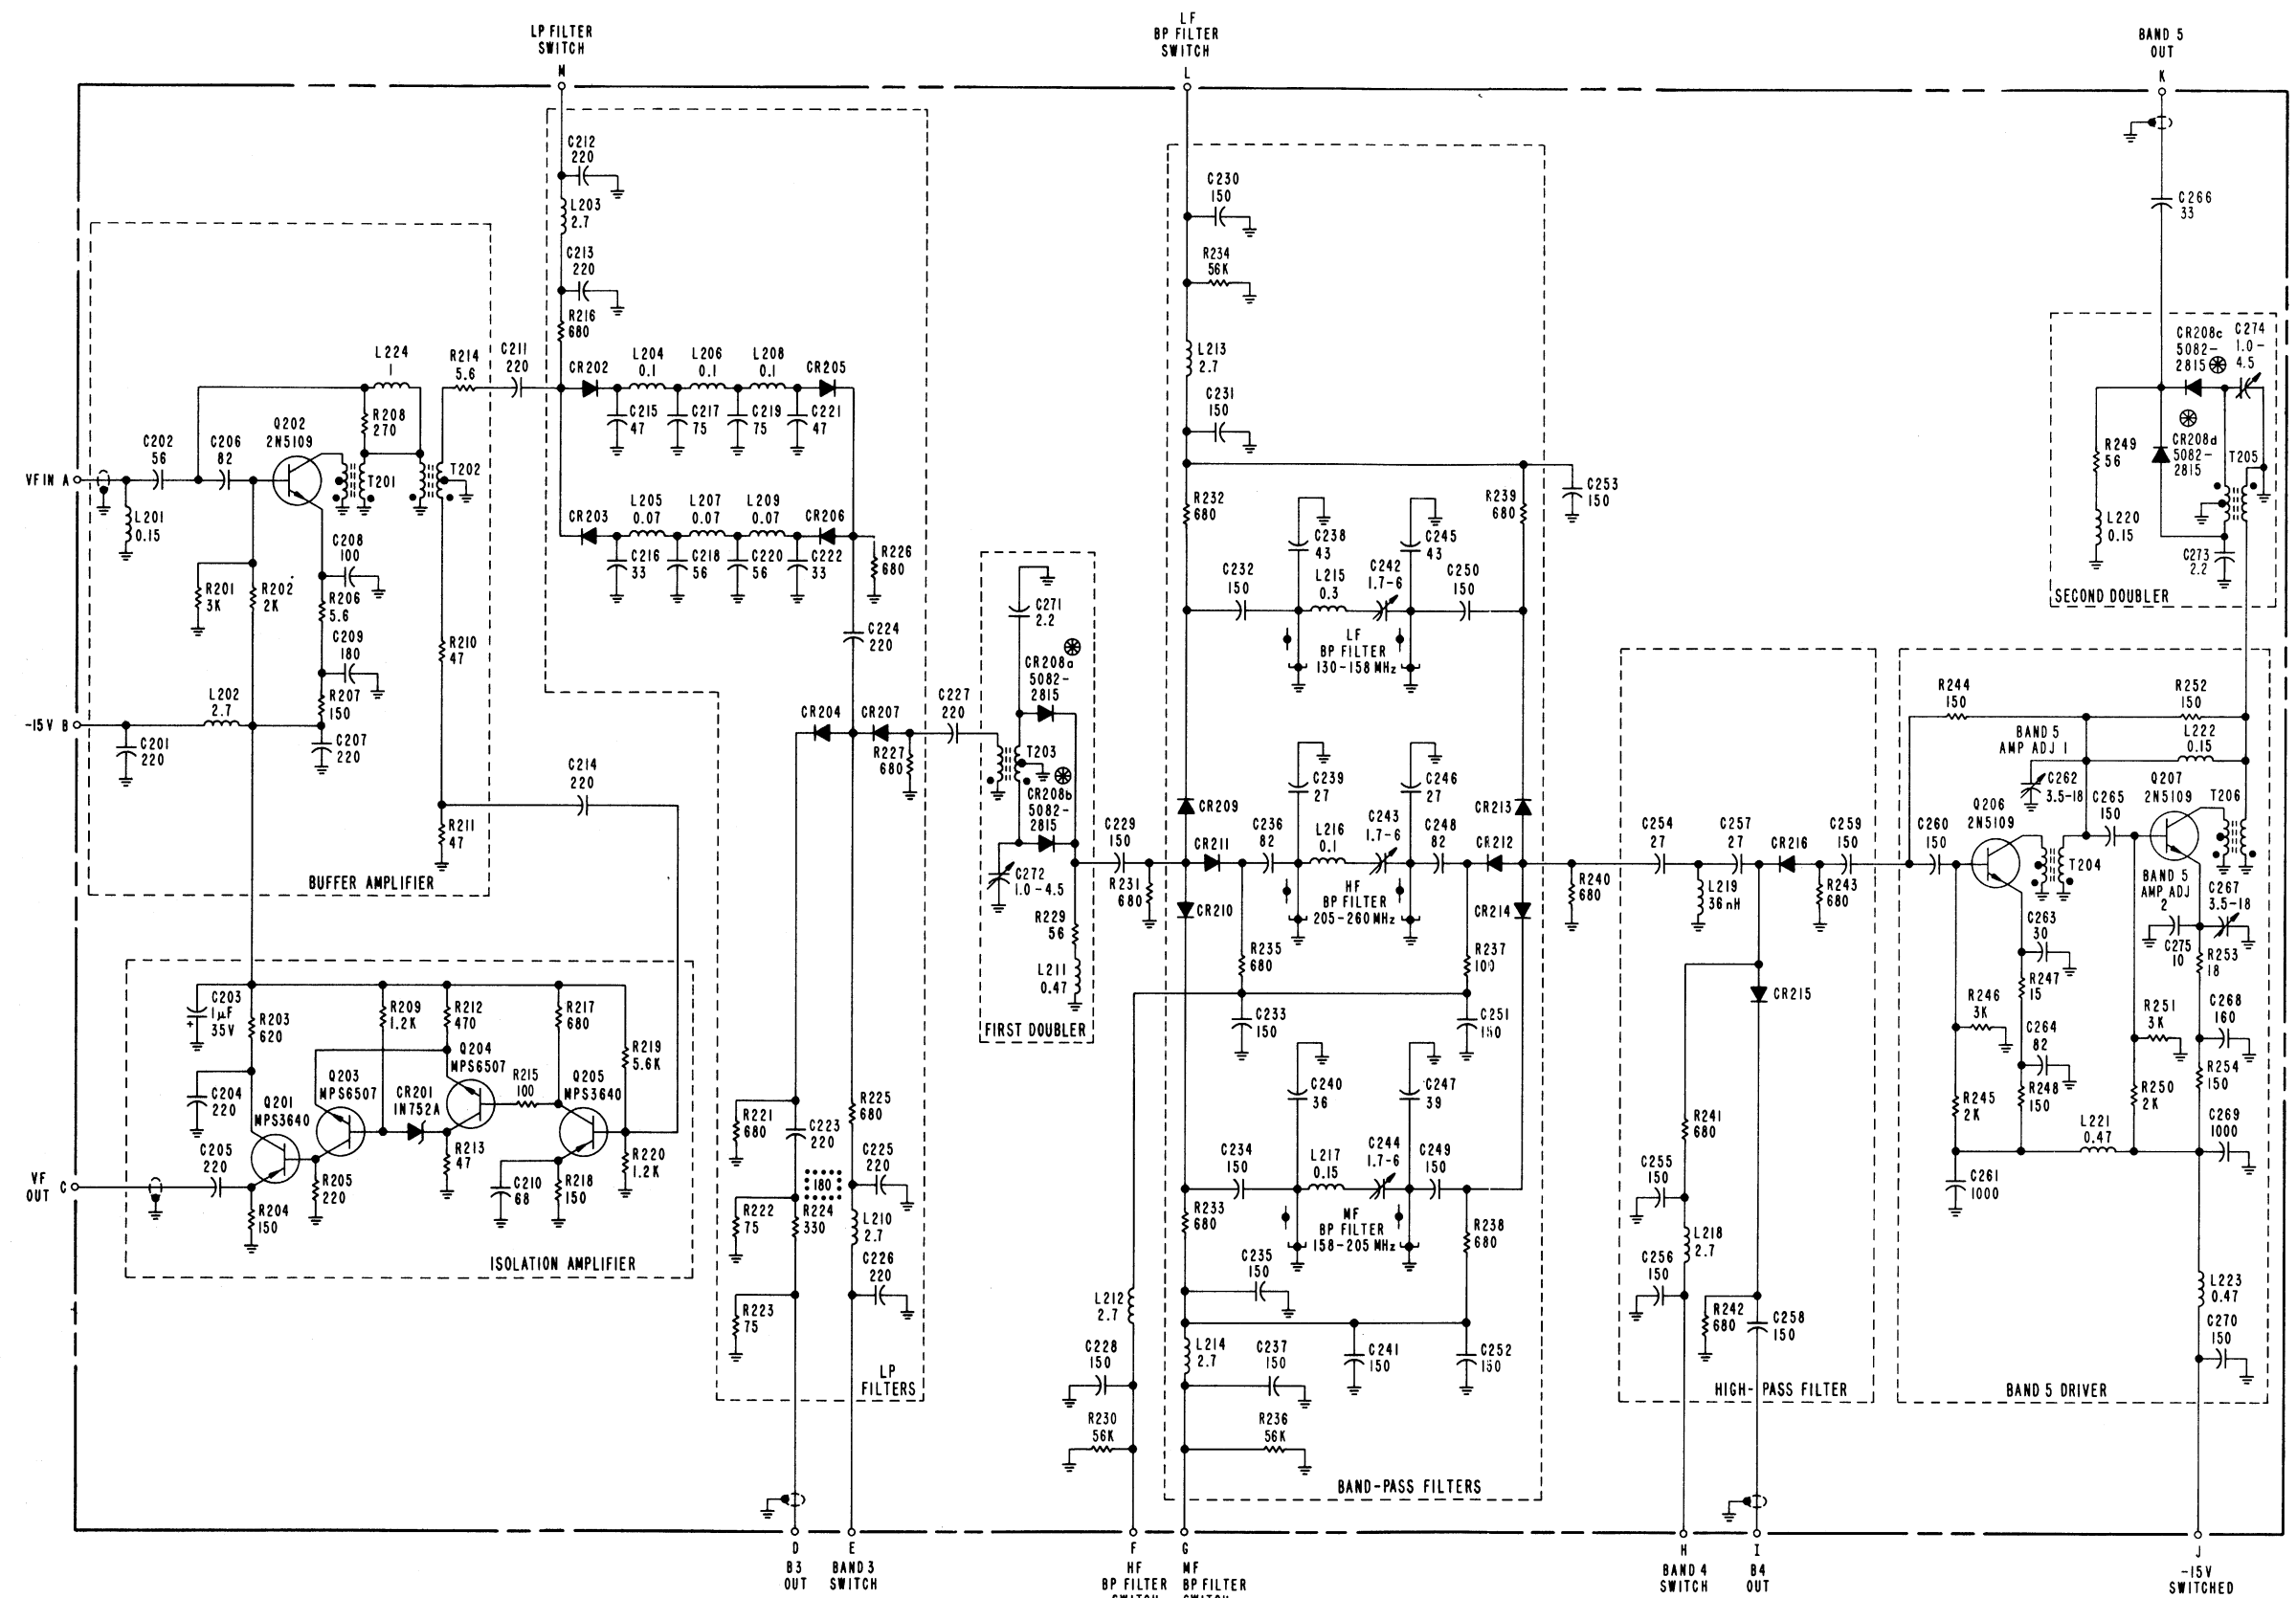 LP FILTER
SWITCH
M
LF
BP FILTER
SWITCH
L
BAND 5
OUT
K
C212
220
L203
2.7
C213
220
R216
680
C230
150
R234
56K
L213
2.7
C231
150
C266
33
L224
1
R214
5.6
C211
220
CR202
L204
0.1
L206
0.1
L208
0.1
CR205
R208
270
C215
47
C217
75
C219
75
C221
47
Q202
2N5109
C202
56
C206
82
VF IN A
T201
T202
L201
0.15
C208
100
R201
3K
R202
2K
R206
5.6
C209
180
R207
150
R210
47
L202
2.7
-15V B
C201
220
C207
220
C214
220
R211
47
BUFFER AMPLIFIER
CR203
L205
0.07
L207
0.07
L209
0.07
CR206
C216
33
C218
56
C220
56
C222
33
R226
680
C224
220
CR204
CR207
R227
680
C227
220
C271
2.2
CR208a
5082-
2815
T203
CR208b
5082-
2815
C272
1.0-4.5
R229
56
L211
0.47
FIRST DOUBLER
C229
150
R231
680
R232
680
R239
680
C253
150
C238
43
C245
43
C232
150
L215
0.3
C242
1.7-6
C250
150
LF
BP FILTER
130-158 MHz
C239
27
C246
27
CR209
CR213
CR211
C236
82
L216
0.1
C243
1.7-6
C248
82
CR212
CR210
CR214
HF
BP FILTER
205-260 MHz
R235
680
R237
100
C233
150
C251
150
C240
36
C247
39
C234
150
L217
0.15
C244
1.7-6
C249
150
MF
BP FILTER
158-205 MHz
R233
680
R238
680
C235
150
L212
2.7
L214
2.7
C237
150
C241
150
C252
150
C228
150
R230
56K
R236
56K
BAND-PASS FILTERS
R240
680
C254
27
C257
27
CR216
C259
150
L219
36nH
R243
680
CR215
R241
680
C255
150
L218
2.7
C256
150
R242
680
C258
150
HIGH-PASS FILTER
CR208c
5082-
2815
C274
1.0-
4.5
CR208d
5082-
2815
R249
56
T205
L220
0.15
C273
2.2
SECOND DOUBLER
R244
150
R252
150
BAND 5
AMP ADJ 1
L222
0.15
C262
3.5-18
Q207
2N5109
C265
150
T206
Q206
2N5109
C260
150
T204
BAND 5
AMP ADJ
2
C267
3.5-18
C263
30
C275
10
R253
18
R247
15
R246
3K
R251
3K
C268
160
C264
82
R254
150
R245
2K
R248
150
R250
2K
L221
0.47
C269
1000
C261
1000
L223
0.47
C270
150
BAND 5 DRIVER
C203
1µF
35V
+
R203
620
R209
1.2K
R212
470
R217
680
R219
5.6K
Q204
MPS6507
Q203
MPS6507
CR201
1N752A
R215
100
Q205
MPS3640
C204
220
Q201
MPS3640
R213
47
C205
220
R205
220
R204
150
C210
68
R218
150
R220
1.2K
VF
OUT C
ISOLATION AMPLIFIER
R221
680
C223
220
R225
680
180
C225
220
R222
75
R224
330
L210
2.7
C226
220
R223
75
LP
FILTERS
D
B3
OUT
E
BAND 3
SWITCH
F
HF
BP FILTER
SWITCH
G
MF
BP FILTER
SWITCH
H
BAND 4
SWITCH
I
B4
OUT
J
-15V
SWITCHED